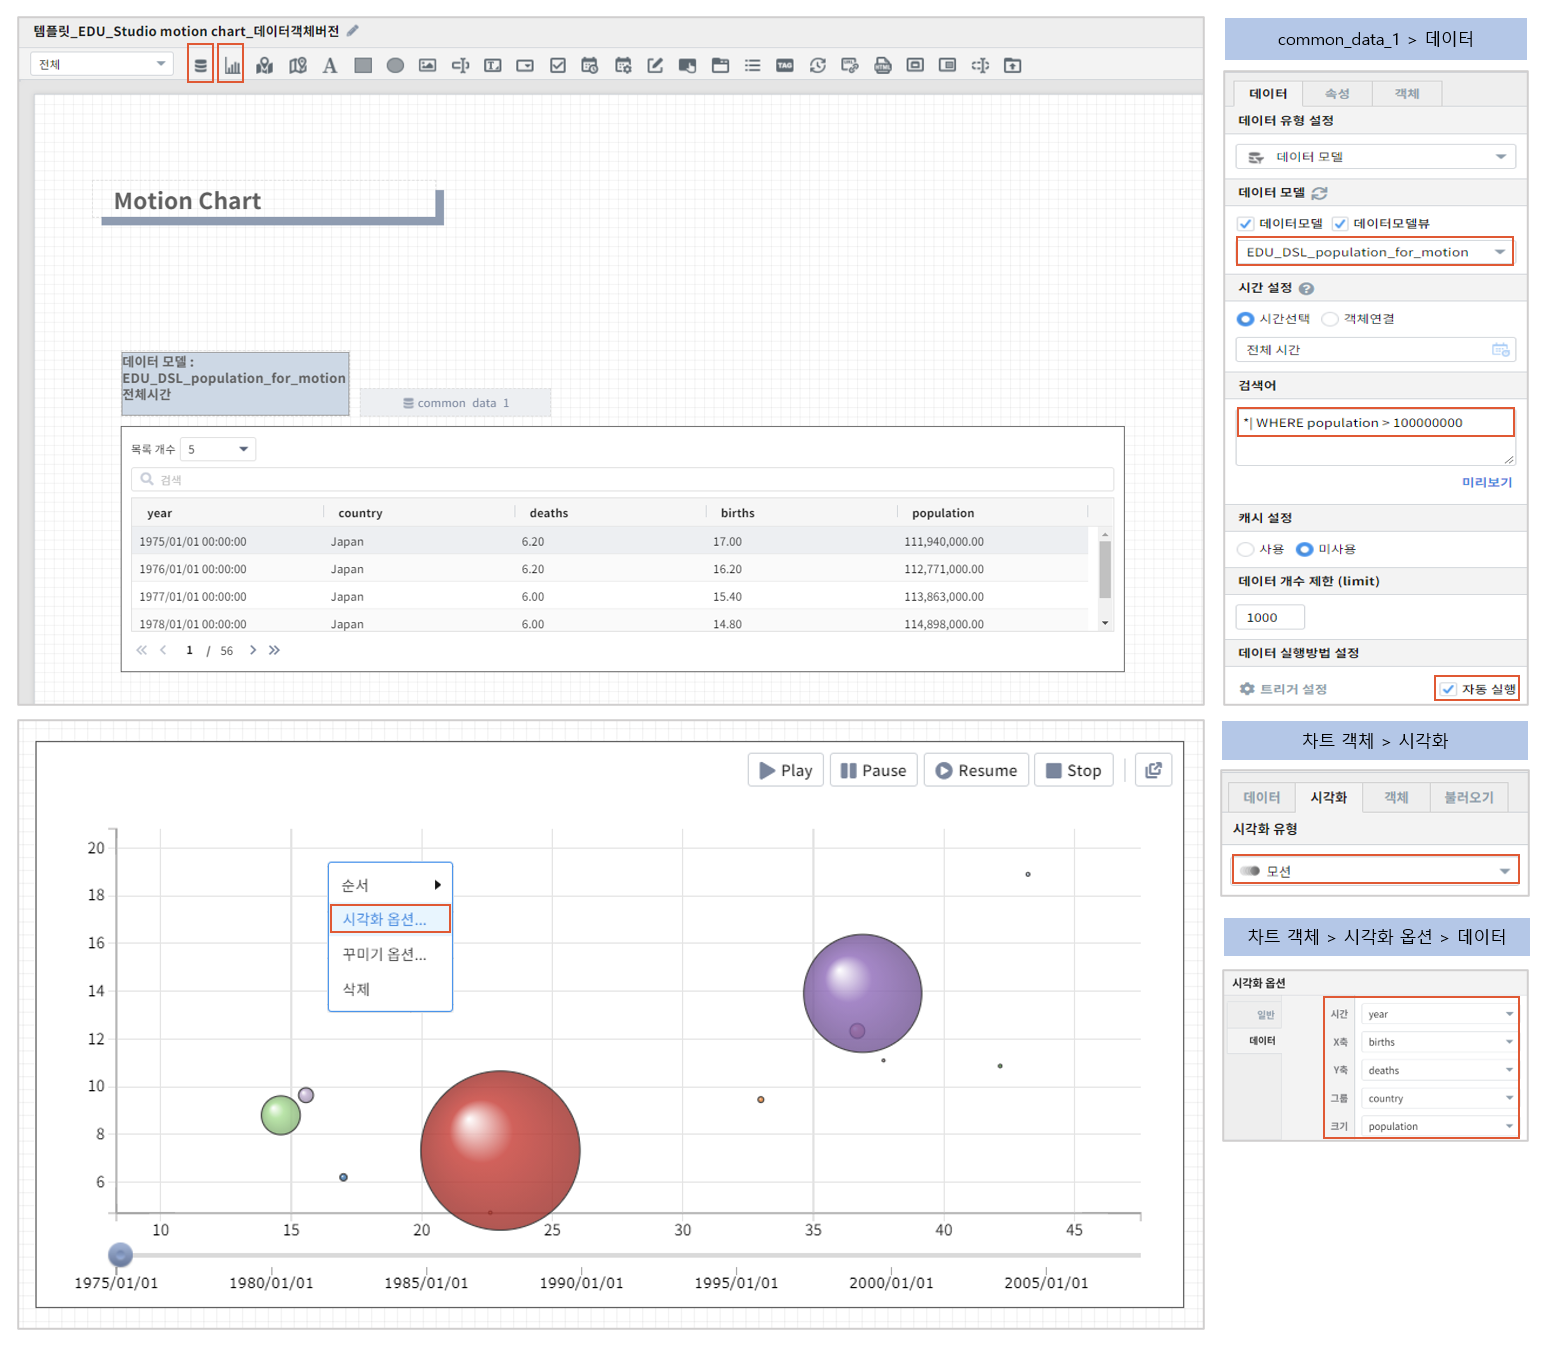 템플릿_EDU_Studio motion chart_데이터객체버전
전체
Motion Chart
데이터 모델 :
EDU_DSL_population_for_motion
전체시간
common_data_1
목록 개수 5
검색
year country deaths births population
1975/01/01 00:00:00 Japan 6.20 17.00 111,940,000.00
1976/01/01 00:00:00 Japan 6.20 16.20 112,771,000.00
1977/01/01 00:00:00 Japan 6.00 15.40 113,863,000.00
1978/01/01 00:00:00 Japan 6.00 14.80 114,898,000.00
1 / 56
common_data_1 > 데이터
데이터 속성 객체
데이터 유형 설정
데이터 모델
데이터 모델
데이터모델 데이터모델뷰
EDU_DSL_population_for_motion
시간 설정
시간선택 객체연결
전체 시간
검색어
*| WHERE population > 100000000
미리보기
캐시 설정
사용 미사용
데이터 개수 제한 (limit)
1000
데이터 실행방법 설정
트리거 설정 자동 실행
Play Pause Resume Stop
20
18
16
14
12
10
8
6
순서
시각화 옵션...
꾸미기 옵션...
삭제
10 15 20 25 30 35 40 45
1975/01/01 1980/01/01 1985/01/01 1990/01/01 1995/01/01 2000/01/01 2005/01/01
차트 객체 > 시각화
데이터 시각화 객체 불러오기
시각화 유형
모션
차트 객체 > 시각화 옵션 > 데이터
시각화 옵션
일반
데이터
시간 year
X축 births
Y축 deaths
그룹 country
크기 population